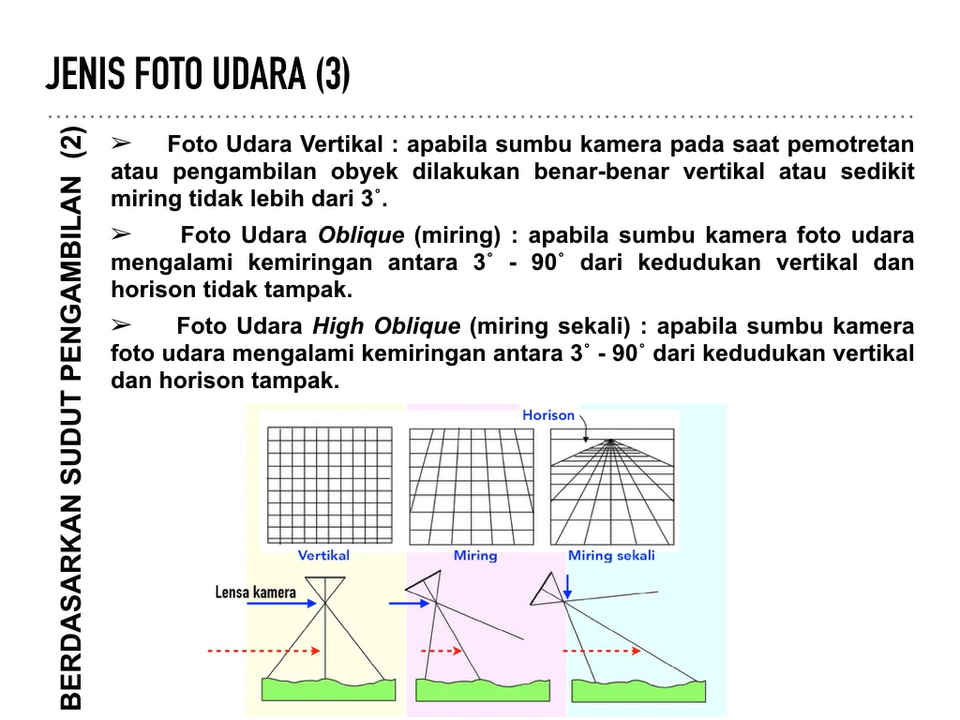 JENIS FOTO UDARA (3)
BERDASARKAN SUDUT PENGAMBILAN (2)
➢ Foto Udara Vertikal : apabila sumbu kamera pada saat pemotretan
atau pengambilan obyek dilakukan benar-benar vertikal atau sedikit
miring tidak lebih dari 3˚.
➢ Foto Udara Oblique (miring) : apabila sumbu kamera foto udara
mengalami kemiringan antara 3˚ - 90˚ dari kedudukan vertikal dan
horison tidak tampak.
➢ Foto Udara High Oblique (miring sekali) : apabila sumbu kamera
foto udara mengalami kemiringan antara 3˚ - 90˚ dari kedudukan vertikal
dan horison tampak.
Horison
Vertikal
Miring
Miring sekali
Lensa kamera